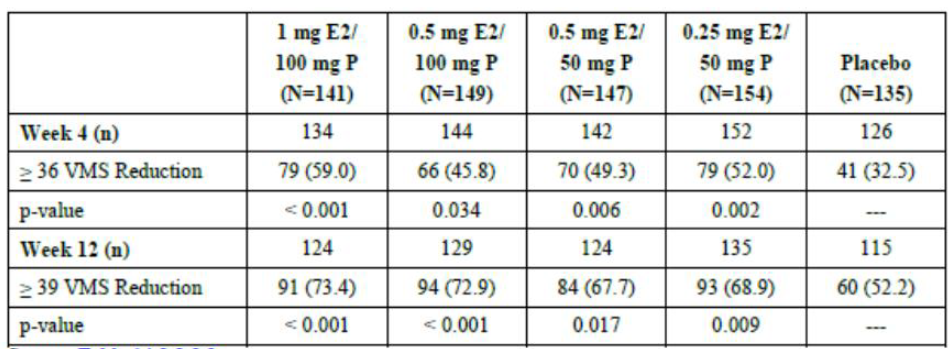 1 mg E2/ 100 mg P (N=141) 0.5 mg E2/ 100 mg P (N=149) 0.5 mg E2/ 50 mg P (N=147) 0.25 mg E2/ 50 mg P (N=154) Placebo (N=135)
Week 4 (n) 134 144 142 152 126
≥ 36 VMS Reduction 79 (59.0) 66 (45.8) 70 (49.3) 79 (52.0) 41 (32.5)
p-value < 0.001 0.034 0.006 0.002 ---
Week 12 (n) 124 129 124 135 115
≥ 39 VMS Reduction 91 (73.4) 94 (72.9) 84 (67.7) 93 (68.9) 60 (52.2)
p-value < 0.001 < 0.001 0.017 0.009 ---